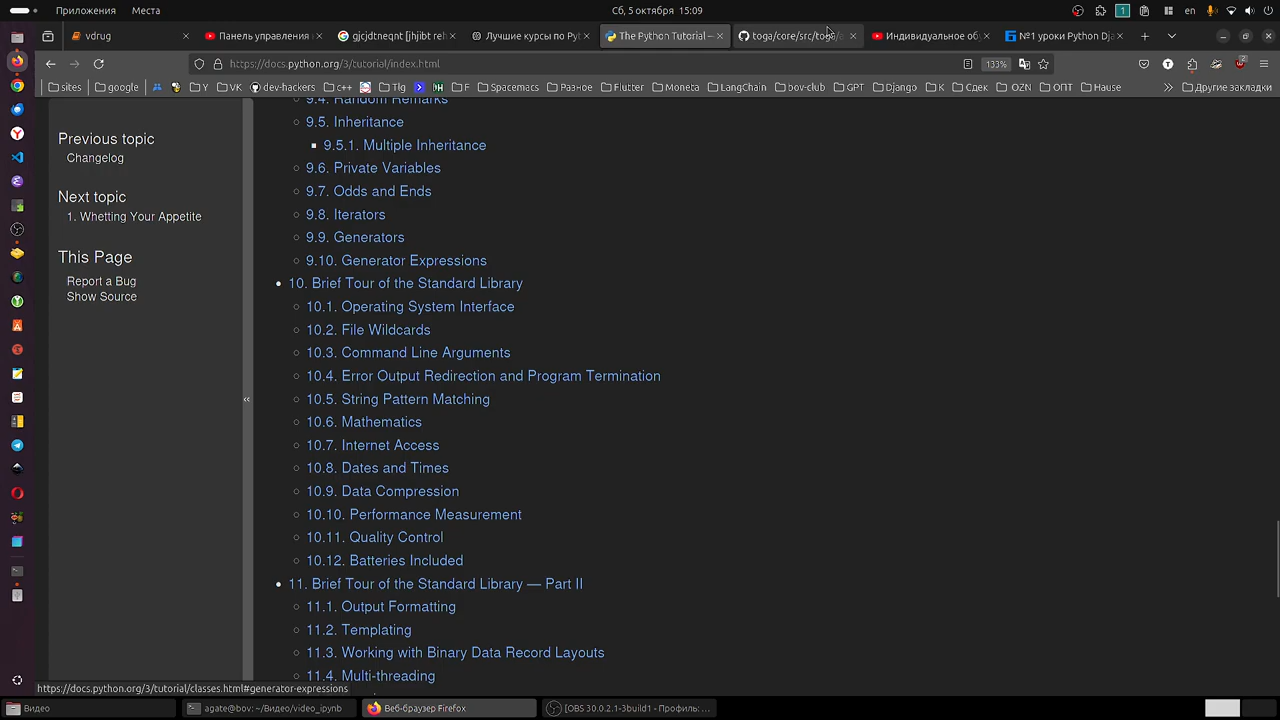 Приложения Места Сб, 5 октября 15:09 1 en
vdrug Панель управления gjcjdtneqnt [jhjibt reh Лучшие курсы по Pyt The Python Tutorial — toga/core/src/toga/ Индивидуальное об №1 уроки Python Dja
https://docs.python.org/3/tutorial/index.html 133%
sites google Y VK dev-hackers c++ Tlg F Spacemacs Разное Flutter Moneta LangChain bov-club GPT Django K Сдек OZN ОПТ Hause Другие закладки
Previous topic
Changelog
Next topic
1. Whetting Your Appetite
This Page
Report a Bug
Show Source
«
9.4. Random Remarks
9.5. Inheritance
9.5.1. Multiple Inheritance
9.6. Private Variables
9.7. Odds and Ends
9.8. Iterators
9.9. Generators
9.10. Generator Expressions
10. Brief Tour of the Standard Library
10.1. Operating System Interface
10.2. File Wildcards
10.3. Command Line Arguments
10.4. Error Output Redirection and Program Termination
10.5. String Pattern Matching
10.6. Mathematics
10.7. Internet Access
10.8. Dates and Times
10.9. Data Compression
10.10. Performance Measurement
10.11. Quality Control
10.12. Batteries Included
11. Brief Tour of the Standard Library — Part II
11.1. Output Formatting
11.2. Templating
11.3. Working with Binary Data Record Layouts
11.4. Multi-threading
https://docs.python.org/3/tutorial/classes.html#generator-expressions
Видео agate@bov: ~/Видео/video_ipynb Веб-браузер Firefox [OBS 30.0.2.1-3build1 - Профиль: ...